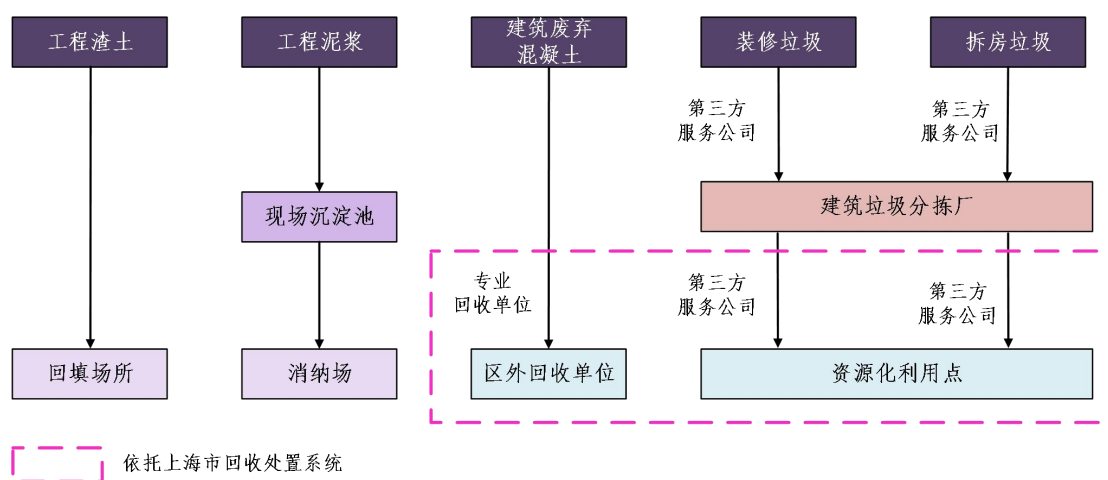 工程渣土
工程泥浆
建筑废弃
混凝土
装修垃圾
拆房垃圾
第三方
服务公司
第三方
服务公司
现场沉淀池
建筑垃圾分拣厂
专业
回收单位
第三方
服务公司
第三方
服务公司
回填场所
消纳场
区外回收单位
资源化利用点
依托上海市回收处置系统